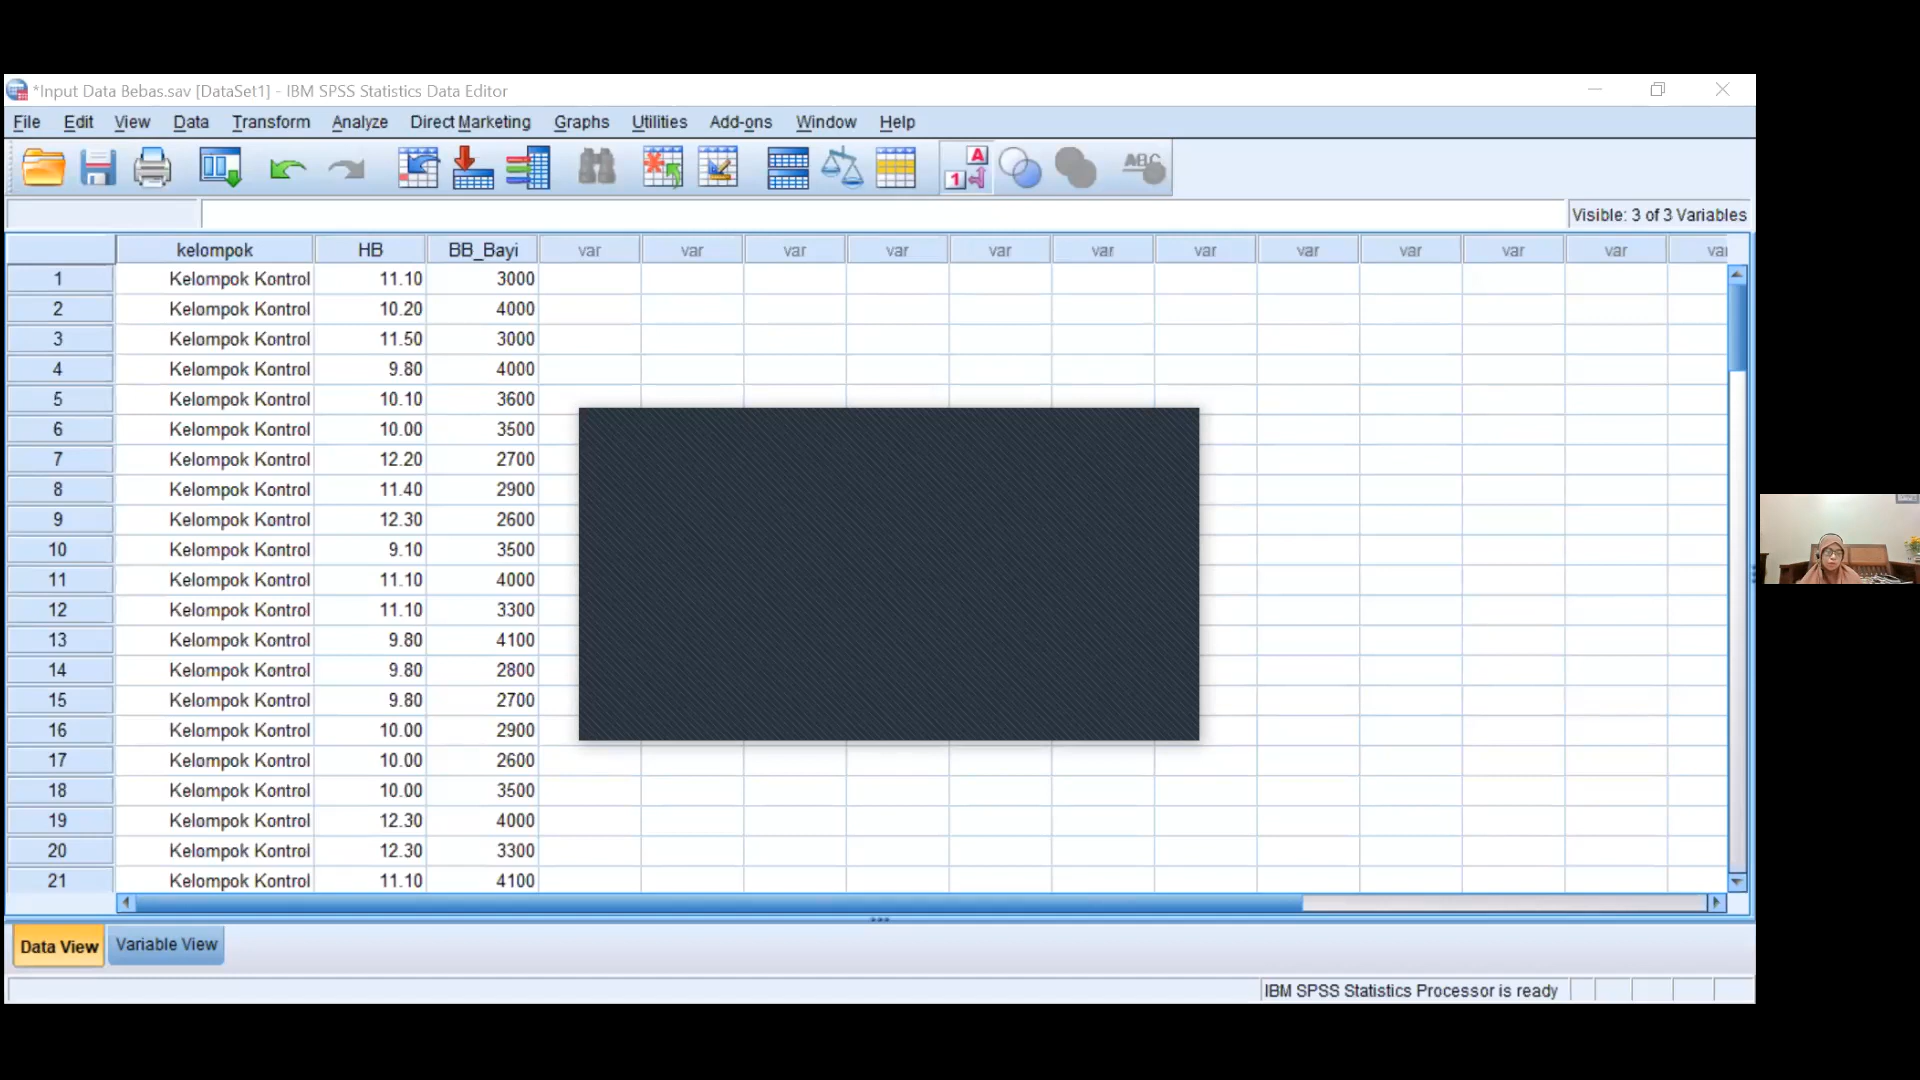 *Input Data Bebas.sav [DataSet1] - IBM SPSS Statistics Data Editor
File Edit View Data Transform Analyze Direct Marketing Graphs Utilities Add-ons Window Help
A
1
ABC
Visible: 3 of 3 Variables
kelompok HB BB_Bayi var var var var var var var var var var var var
1 Kelompok Kontrol 11.10 3000
2 Kelompok Kontrol 10.20 4000
3 Kelompok Kontrol 11.50 3000
4 Kelompok Kontrol 9.80 4000
5 Kelompok Kontrol 10.10 3600
6 Kelompok Kontrol 10.00 3500
7 Kelompok Kontrol 12.20 2700
8 Kelompok Kontrol 11.40 2900
9 Kelompok Kontrol 12.30 2600
10 Kelompok Kontrol 9.10 3500
11 Kelompok Kontrol 11.10 4000
12 Kelompok Kontrol 11.10 3300
13 Kelompok Kontrol 9.80 4100
14 Kelompok Kontrol 9.80 2800
15 Kelompok Kontrol 9.80 2700
16 Kelompok Kontrol 10.00 2900
17 Kelompok Kontrol 10.00 2600
18 Kelompok Kontrol 10.00 3500
19 Kelompok Kontrol 12.30 4000
20 Kelompok Kontrol 12.30 3300
21 Kelompok Kontrol 11.10 4100
Data View Variable View
IBM SPSS Statistics Processor is ready